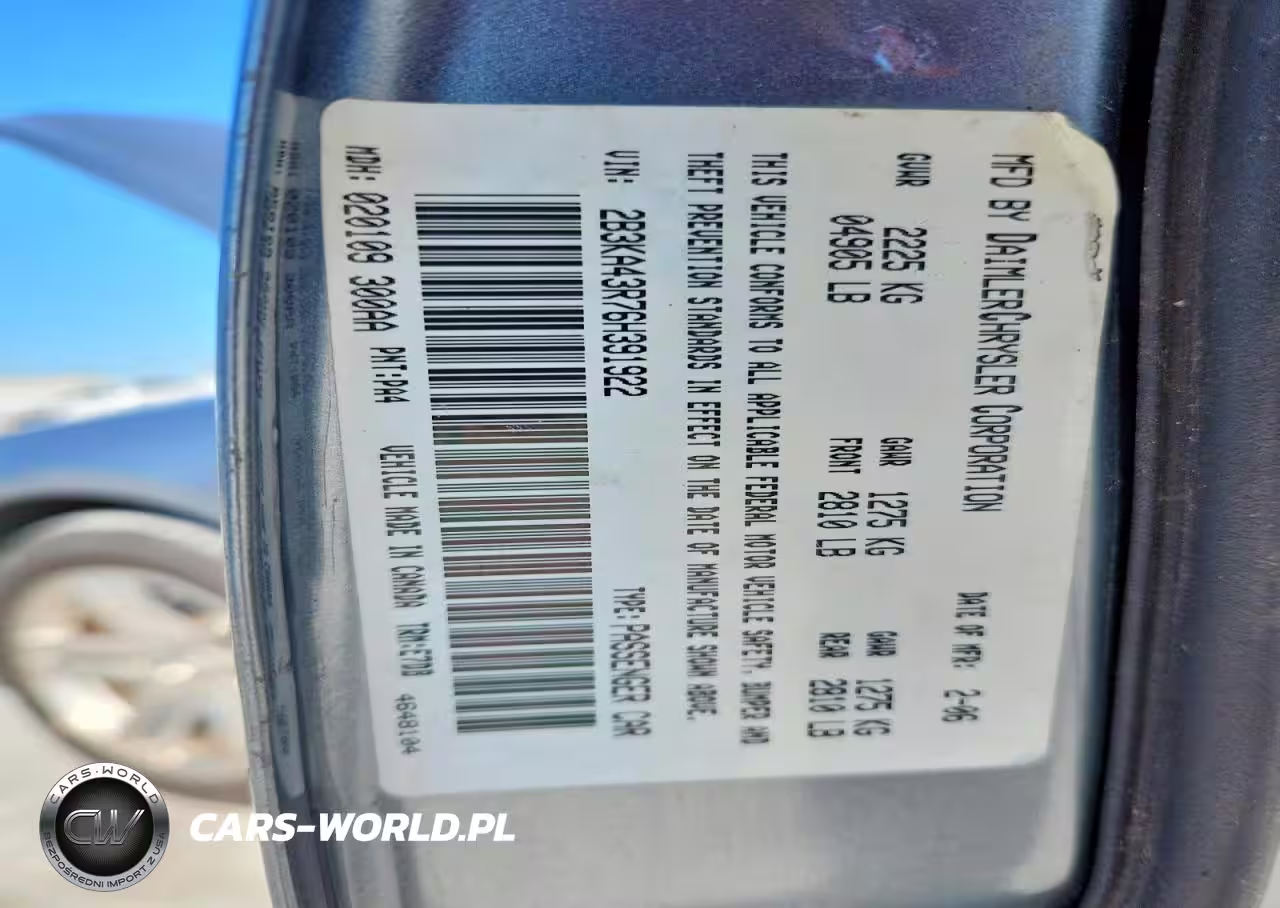 MFD BY DAIMLERCHRYSLER CORPORATION
DATE OF MFR: 2-06
GVWR 2225 KG
04905 LB
GAWR FRONT 1275 KG
2810 LB
GAWR REAR 1275 KG
2810 LB
THIS VEHICLE CONFORMS TO ALL APPLICABLE FEDERAL MOTOR VEHICLE SAFETY, BUMPER AND
THEFT PREVENTION STANDARDS IN EFFECT ON THE DATE OF MANUFACTURE SHOWN ABOVE.
VIN: 2B3KA43R76H391922
TYPE: PASSENGER CAR
MDH: 020109 300AA PNT:PA4 VEHICLE MADE IN CANADA 4648104
CARS-WORLD
CW
BEZPOŚREDNI IMPORT Z USA
CARS-WORLD.PL